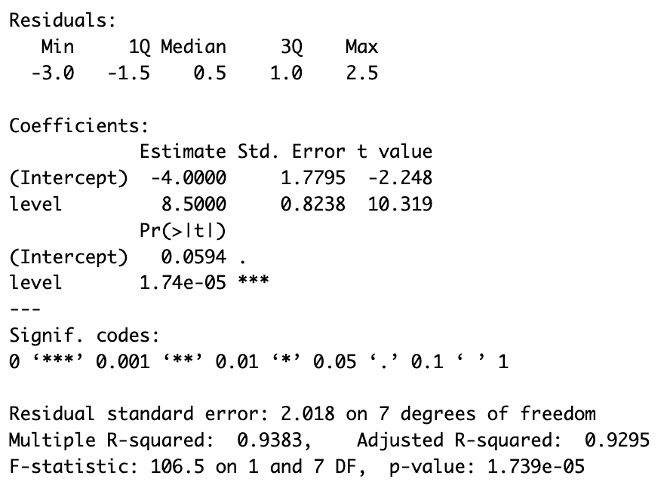 Residuals:
   Min     1Q Median     3Q    Max
  -3.0   -1.5    0.5    1.0    2.5

Coefficients:
            Estimate Std. Error t value
(Intercept)  -4.0000     1.7795  -2.248
level         8.5000     0.8238  10.319
            Pr(>|t|)
(Intercept)   0.0594 .
level       1.74e-05 ***
---
Signif. codes:
0 ‘***’ 0.001 ‘**’ 0.01 ‘*’ 0.05 ‘.’ 0.1 ‘ ’ 1

Residual standard error: 2.018 on 7 degrees of freedom
Multiple R-squared:  0.9383,	Adjusted R-squared:  0.9295
F-statistic: 106.5 on 1 and 7 DF,  p-value: 1.739e-05